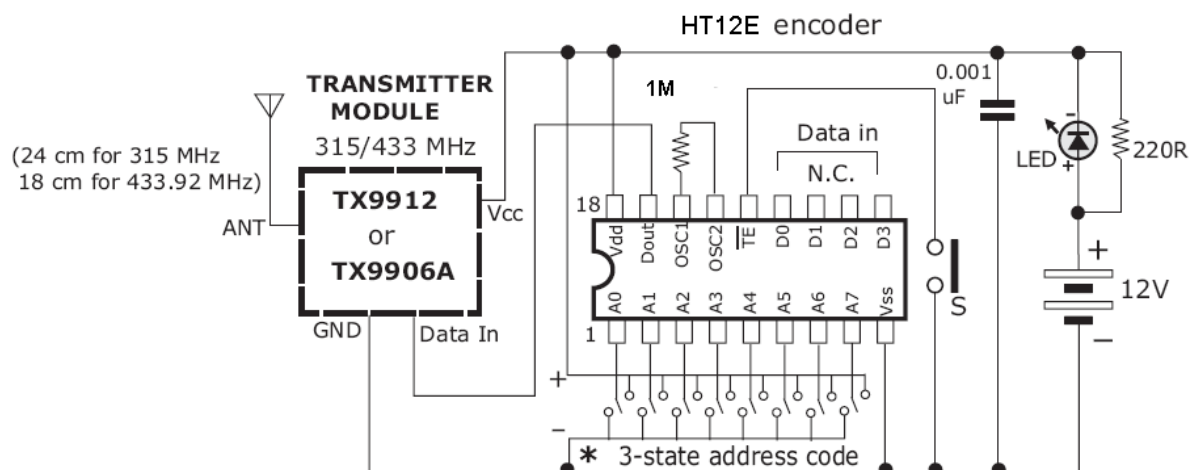 HT12E encoder
TRANSMITTER
MODULE
315/433 MHz
(24 cm for 315 MHz
18 cm for 433.92 MHz)
ANT
TX9912
or
TX9906A
Vcc
GND
Data In
1M
0.001
uF
Data in
N.C.
LED
-
+
220R
18
Vdd
Dout
OSC1
OSC2
TE
D0
D1
D2
D3
A0
A1
A2
A3
A4
A5
A6
A7
Vss
1
S
+
12V
−
+
−
* 3-state address code